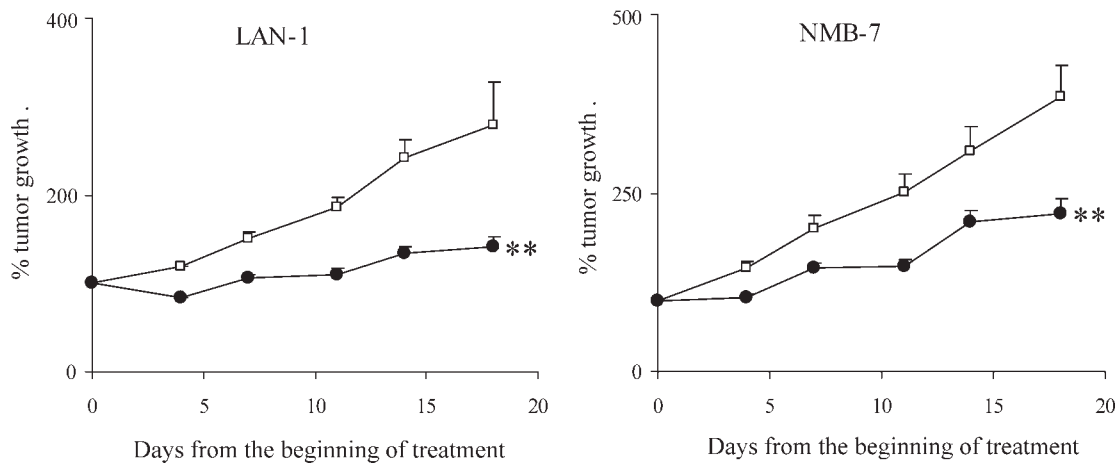 LAN-1
400
200
0
% tumor growth .
**
0 5 10 15 20
Days from the beginning of treatment
NMB-7
500
250
0
% tumor growth .
**
0 5 10 15 20
Days from the beginning of treatment